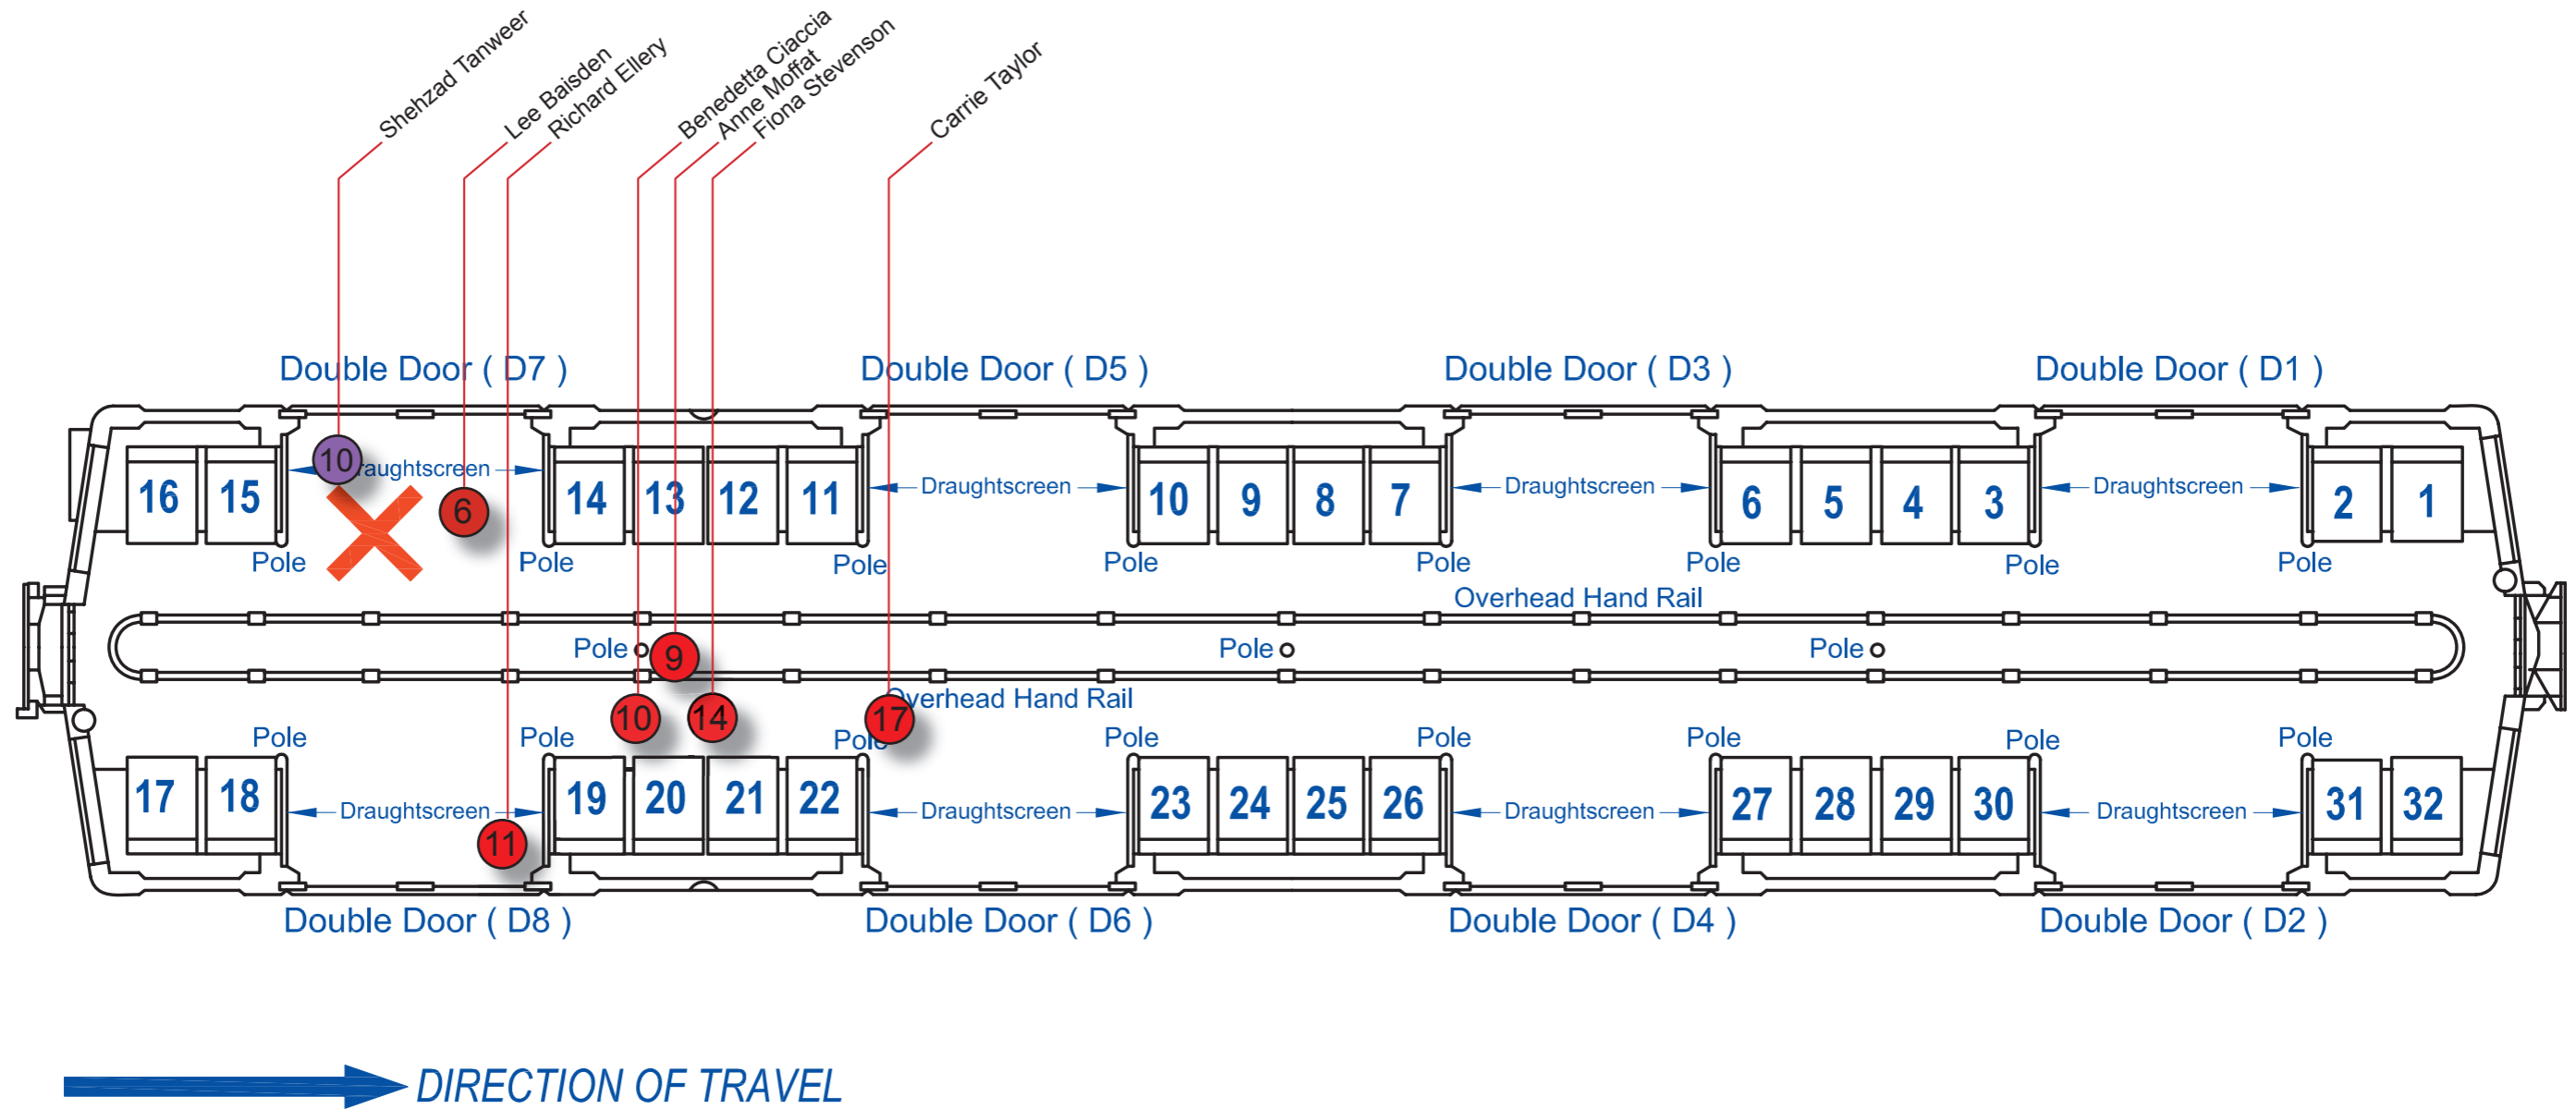 Shehzad Tanweer
Lee Baisden
Richard Ellery
Benedetta Ciaccia
Anne Moffat
Fiona Stevenson
Carrie Taylor
Double Door ( D7 ) Double Door ( D5 ) Double Door ( D3 ) Double Door ( D1 )
10 raughtscreen Draughtscreen Draughtscreen Draughtscreen
16 15 6 14 13 12 11 10 9 8 7 6 5 4 3 2 1
Pole Pole Pole Pole Pole Pole Pole Pole
Overhead Hand Rail
Pole 9 Pole Pole
Overhead Hand Rail
10 14 17
Pole Pole Pole Pole Pole Pole Pole Pole
17 18 19 20 21 22 23 24 25 26 27 28 29 30 31 32
Draughtscreen Draughtscreen Draughtscreen Draughtscreen
11
Double Door ( D8 ) Double Door ( D6 ) Double Door ( D4 ) Double Door ( D2 )
DIRECTION OF TRAVEL